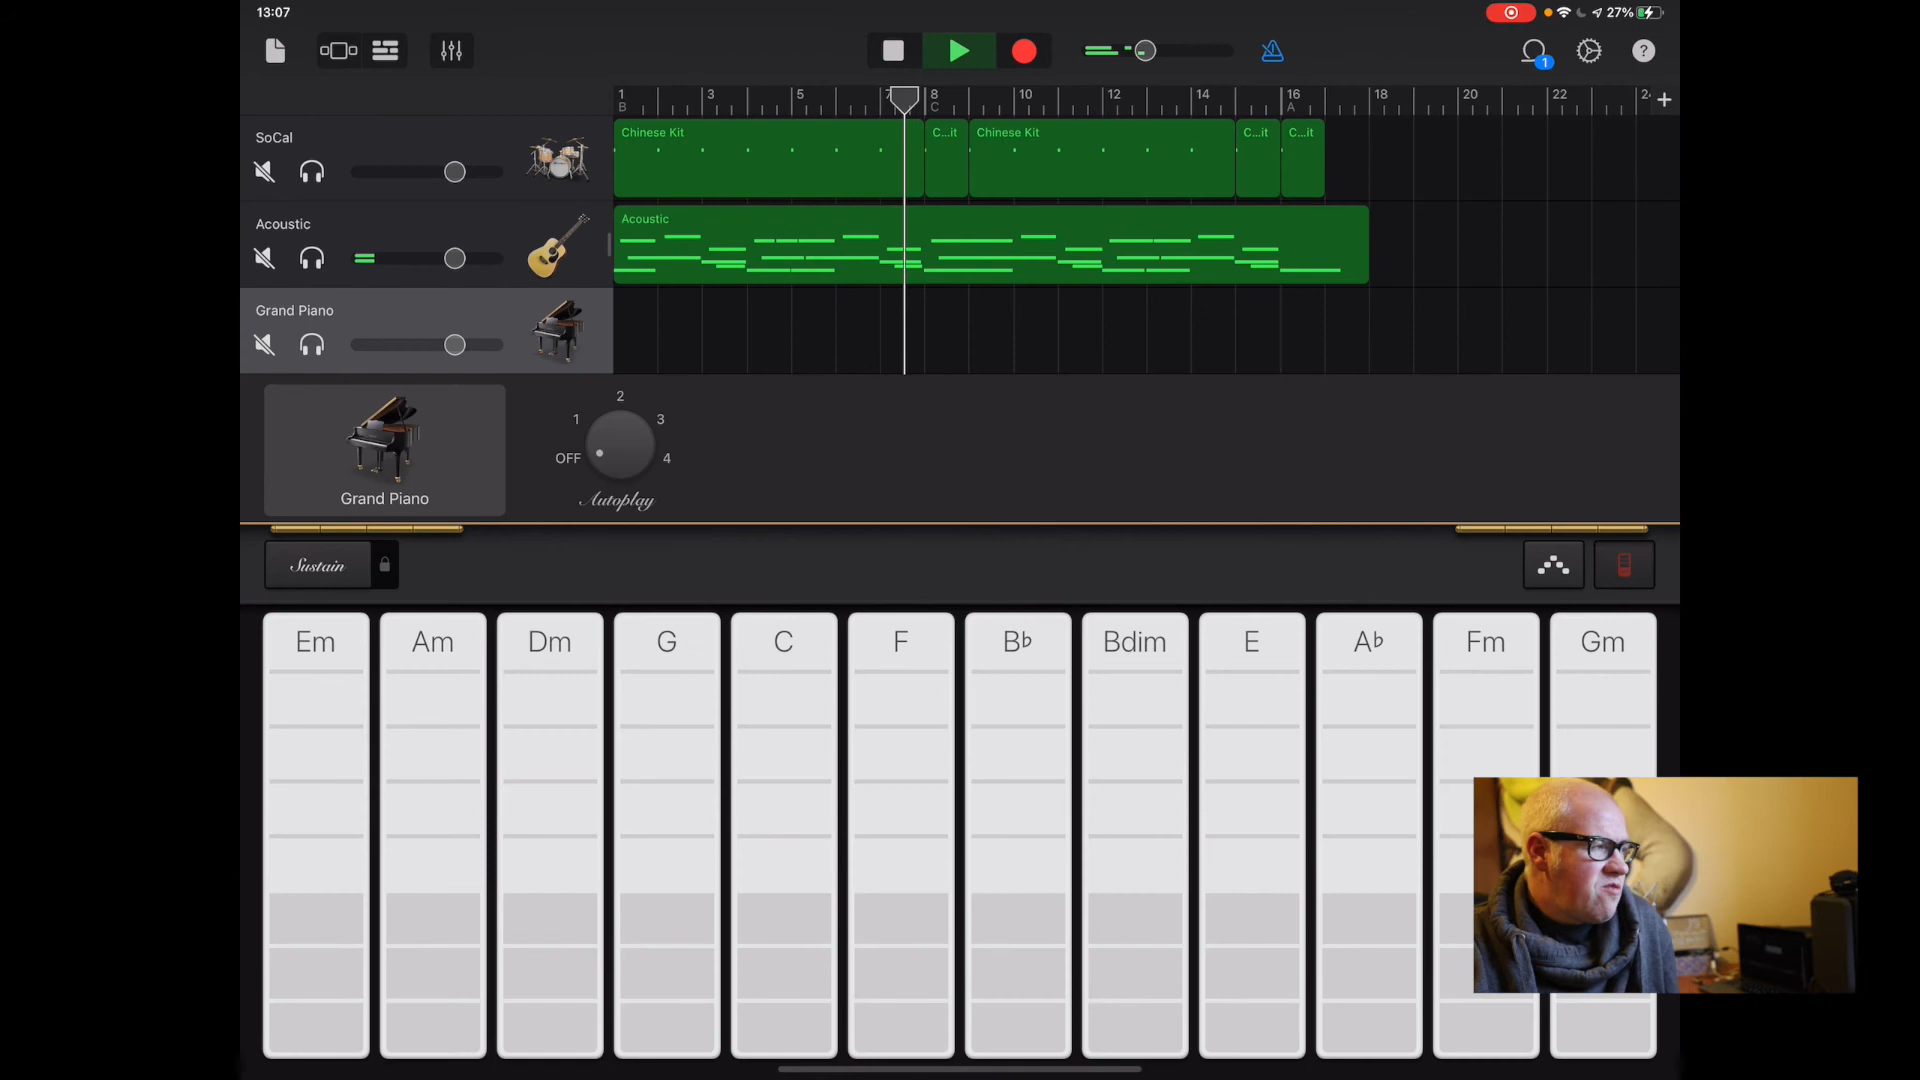 13:07
27%
?
1
1 3 5 7 8 10 12 14 16 18 20 22 2
B C A
+
SoCal
Chinese Kit C...it Chinese Kit C...it C...it
Acoustic
Acoustic
Grand Piano
2
1 3
OFF 4
Grand Piano
Autoplay
Sustain
Em Am Dm G C F B♭ Bdim E A♭ Fm Gm